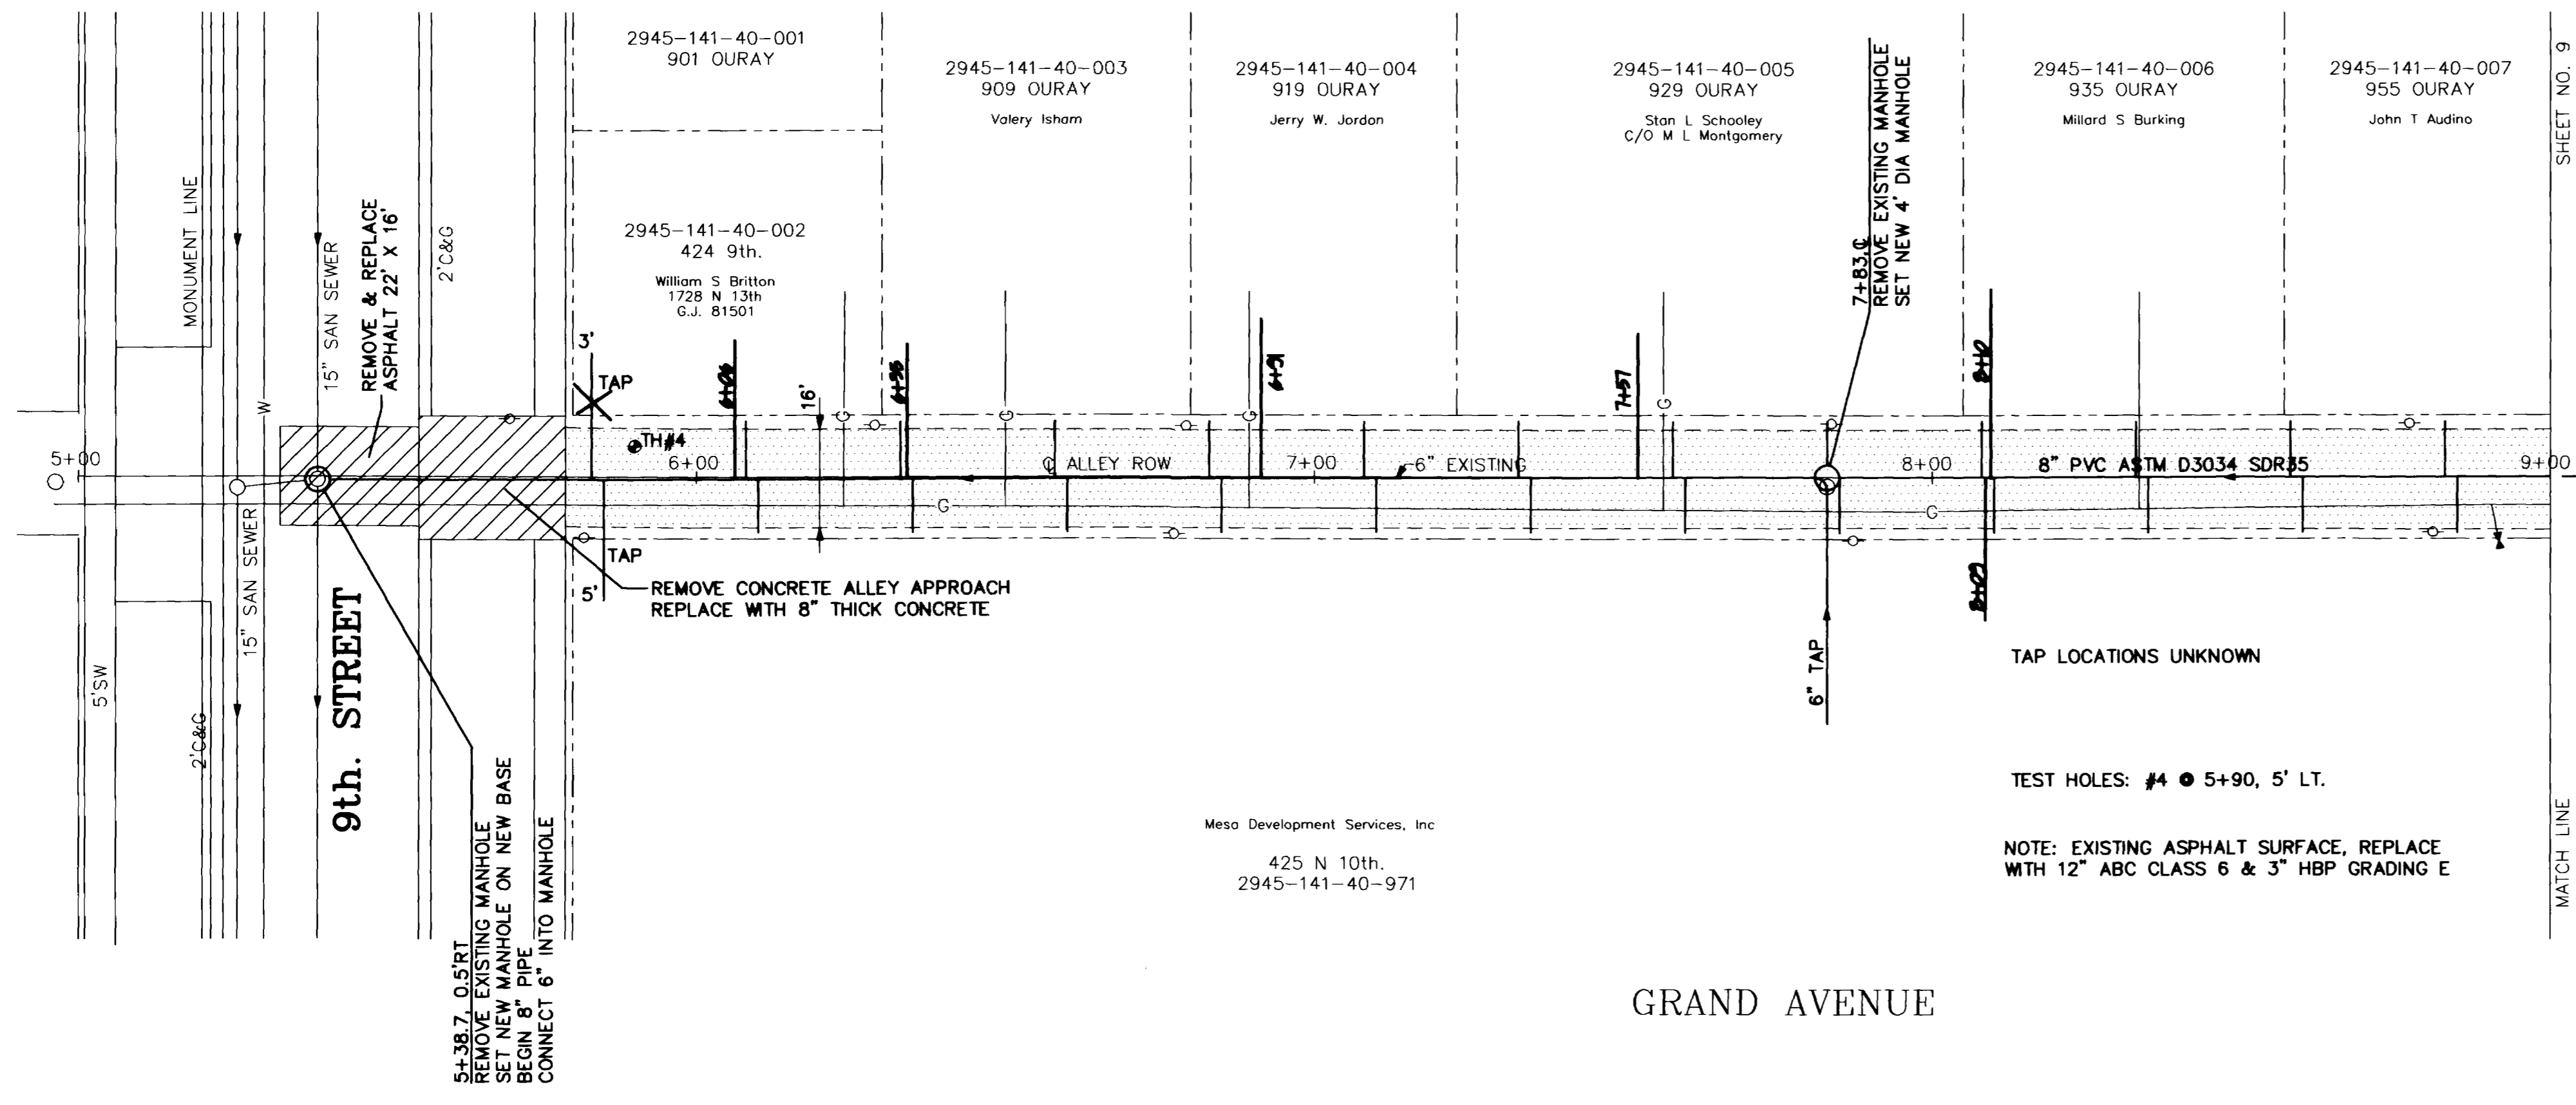 2945-141-40-001
901 OURAY
2945-141-40-003
909 OURAY
Valery Isham
2945-141-40-004
919 OURAY
Jerry W. Jordon
2945-141-40-005
929 OURAY
Stan L Schooley
C/O M L Montgomery
2945-141-40-006
935 OURAY
Millard S Burking
2945-141-40-007
955 OURAY
John T Audino
SHEET NO. 9
7+83,℄
REMOVE EXISTING MANHOLE
SET NEW 4' DIA MANHOLE
MONUMENT LINE
15" SAN SEWER
REMOVE & REPLACE
ASPHALT 22' X 16'
2'C&G
2945-141-40-002
424 9th.
William S Britton
1728 N 13th
G.J. 81501
3'
TAP
16'
6+91
7+57
8+10
W
G
G
G
G
TH#4
5+00
6+00
℄ ALLEY ROW
7+00
6" EXISTING
8+00
8" PVC ASTM D3034 SDR35
9+00
G
G
TAP
5'
8+09
REMOVE CONCRETE ALLEY APPROACH
REPLACE WITH 8" THICK CONCRETE
15" SAN SEWER
9th. STREET
5'SW
2'C&G
6" TAP
TAP LOCATIONS UNKNOWN
TEST HOLES: #4 @ 5+90, 5' LT.
NOTE: EXISTING ASPHALT SURFACE, REPLACE
WITH 12" ABC CLASS 6 & 3" HBP GRADING E
Mesa Development Services, Inc
425 N 10th.
2945-141-40-971
MATCH LINE
5+38.7, 0.5'RT
REMOVE EXISTING MANHOLE
SET NEW MANHOLE ON NEW BASE
BEGIN 8" PIPE
CONNECT 6" INTO MANHOLE
GRAND AVENUE